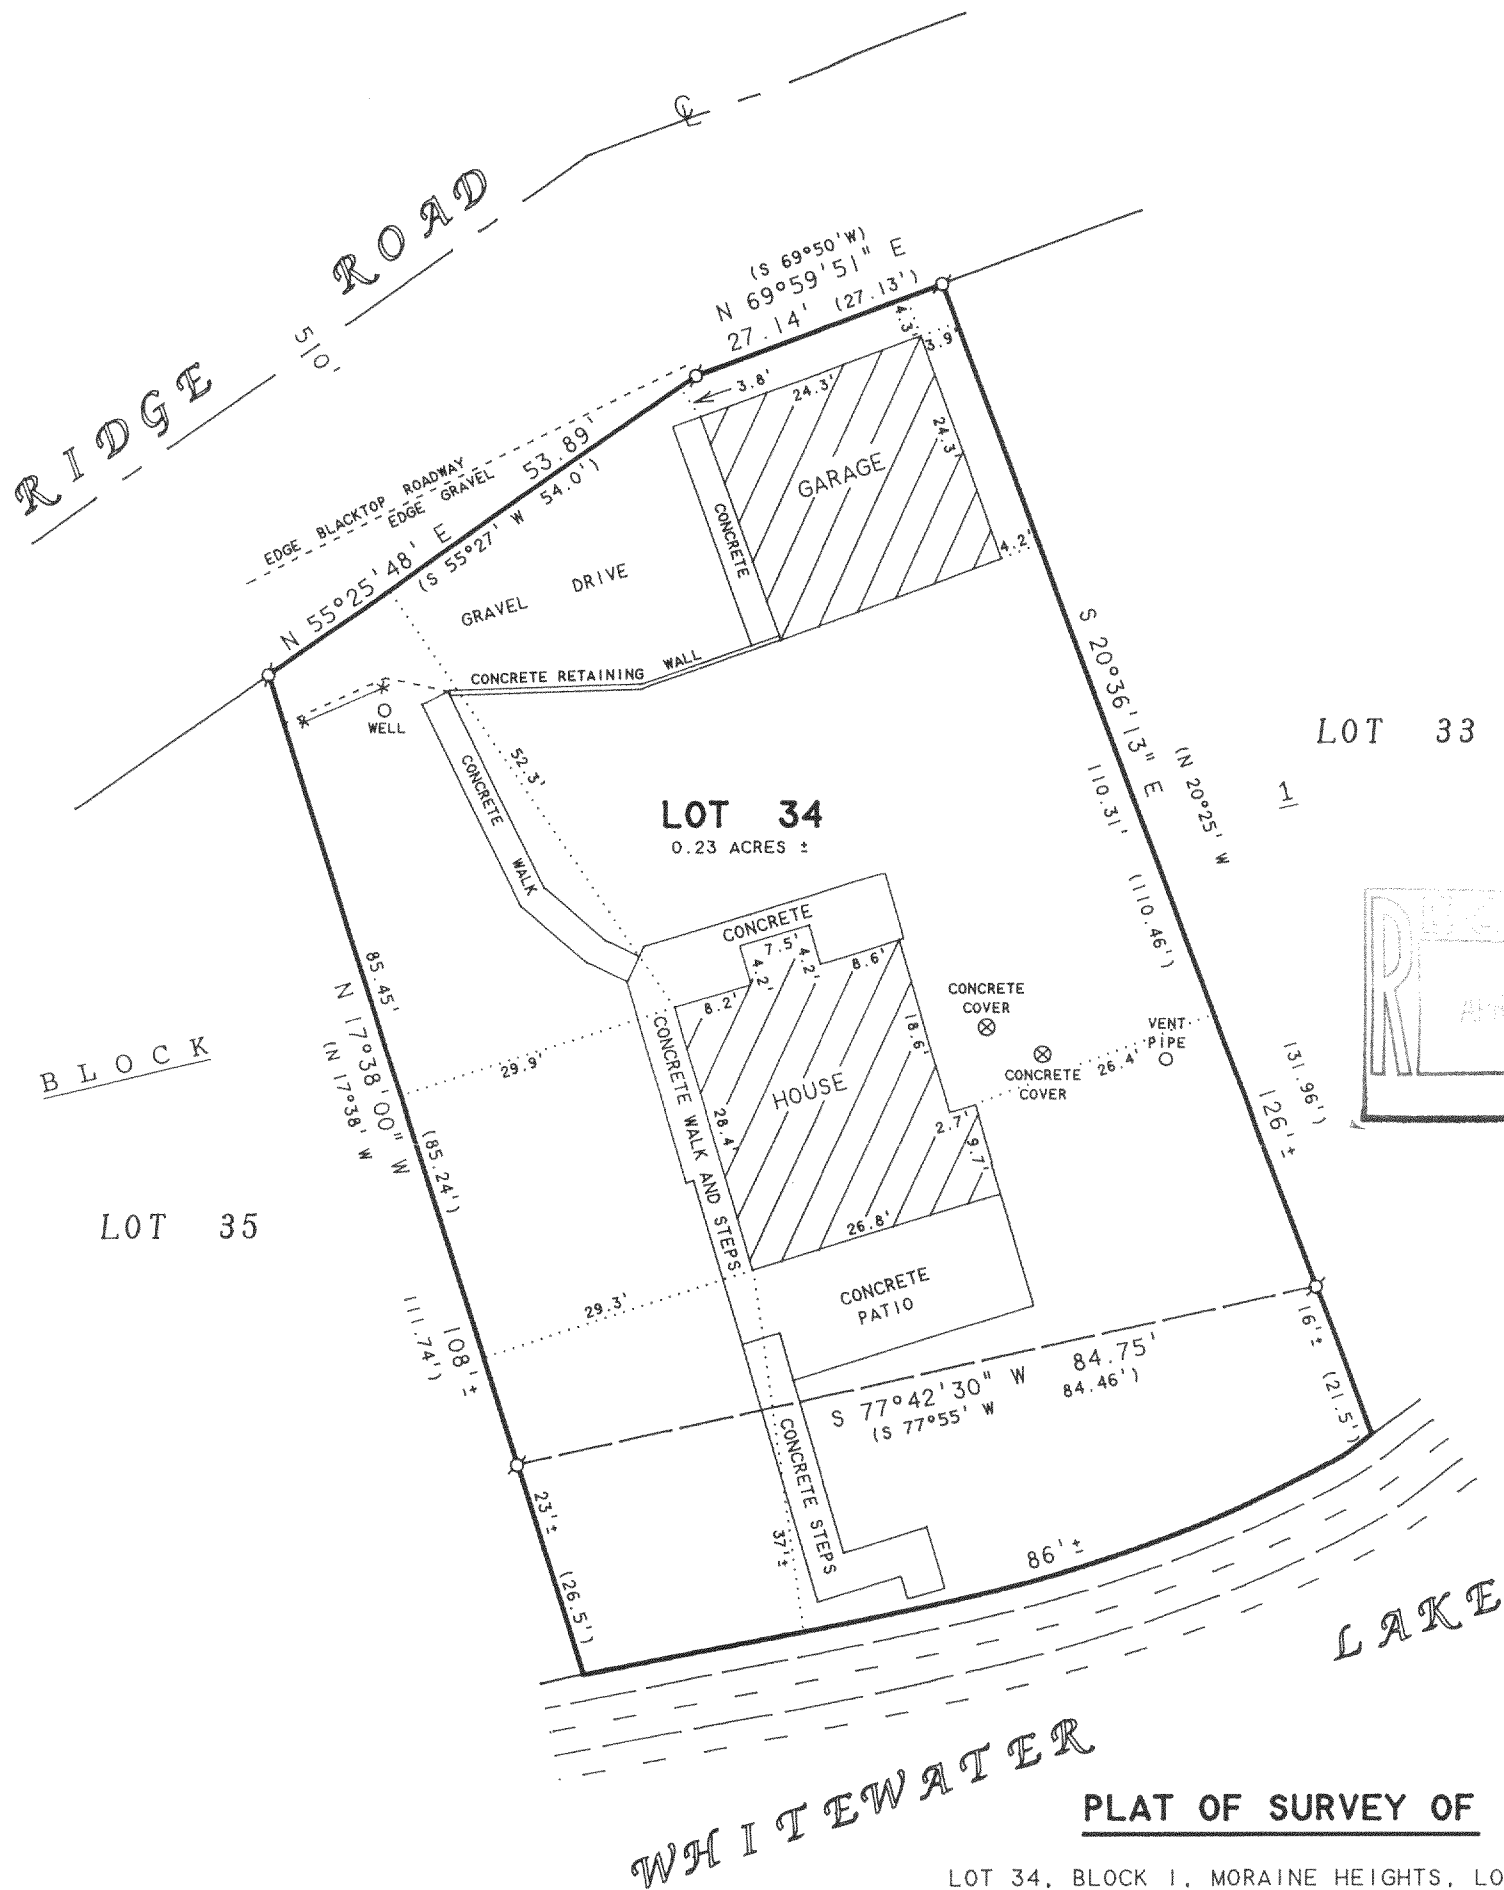 RIDGE ROAD
510'
℄
(S 69°50'W)
N 69°59'51" E
27.14' (27.13')
4.3'
3.9'
3.8'
24.3'
24.3'
GARAGE
CONCRETE
4.2'
EDGE BLACKTOP ROADWAY
EDGE GRAVEL
53.89'
N 55°25'48' E
(S 55°27' W 54.0')
GRAVEL DRIVE
CONCRETE RETAINING WALL
WELL
CONCRETE WALK
52.3'
LOT 34
0.23 ACRES ±
S 20°36'13" E
(N 20°25' W
110.31' (110.46')
LOT 33
1
CONCRETE
7.5'
4.2'
4.2'
8.6'
8.2'
CONCRETE
COVER
18.6'
VENT
PIPE
26.4'
CONCRETE
COVER
HOUSE
28.4'
2.7'
9.7'
26.8'
CONCRETE WALK AND STEPS
29.9'
85.45'
N 17°38'00" W
(N 17°38' W
(85.24')
BLOCK
LOT 35
131.96')
126'±
29.3'
108'±
111.74')
CONCRETE
PATIO
16'±
(21.5')
S 77°42'30" W 84.75'
(S 77°55' W 84.46')
CONCRETE STEPS
23'±
(26.5')
37'±
86'±
WHITEWATER LAKE
PLAT OF SURVEY OF
LOT 34, BLOCK 1, MORAINE HEIGHTS, LO